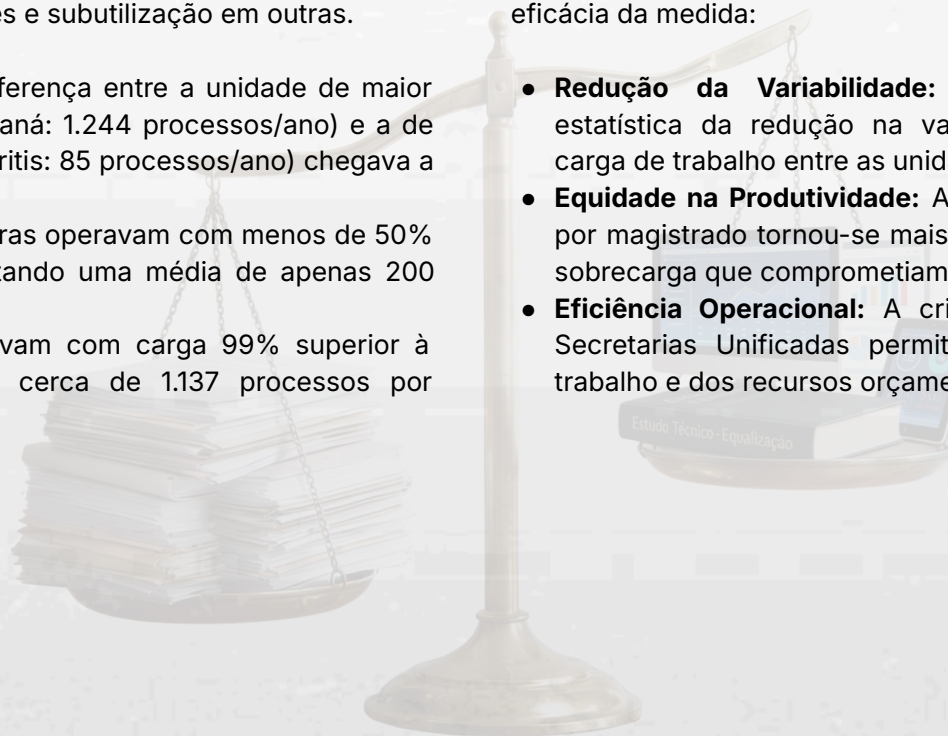 s e subutilização em outras.
ferença entre a unidade de maior
aná: 1.244 processos/ano) e a de
ritis: 85 processos/ano) chegava a
ras operavam com menos de 50%
tando uma média de apenas 200
vam com carga 99% superior à
cerca de 1.137 processos por
eficácia da medida:
● Redução da Variabilidade:
estatística da redução na va
carga de trabalho entre as unid
● Equidade na Produtividade: A
por magistrado tornou-se mais
sobrecarga que comprometiam
● Eficiência Operacional: A cri
Secretarias Unificadas permit
trabalho e dos recursos orçame
Estudo Técnico · Equalização